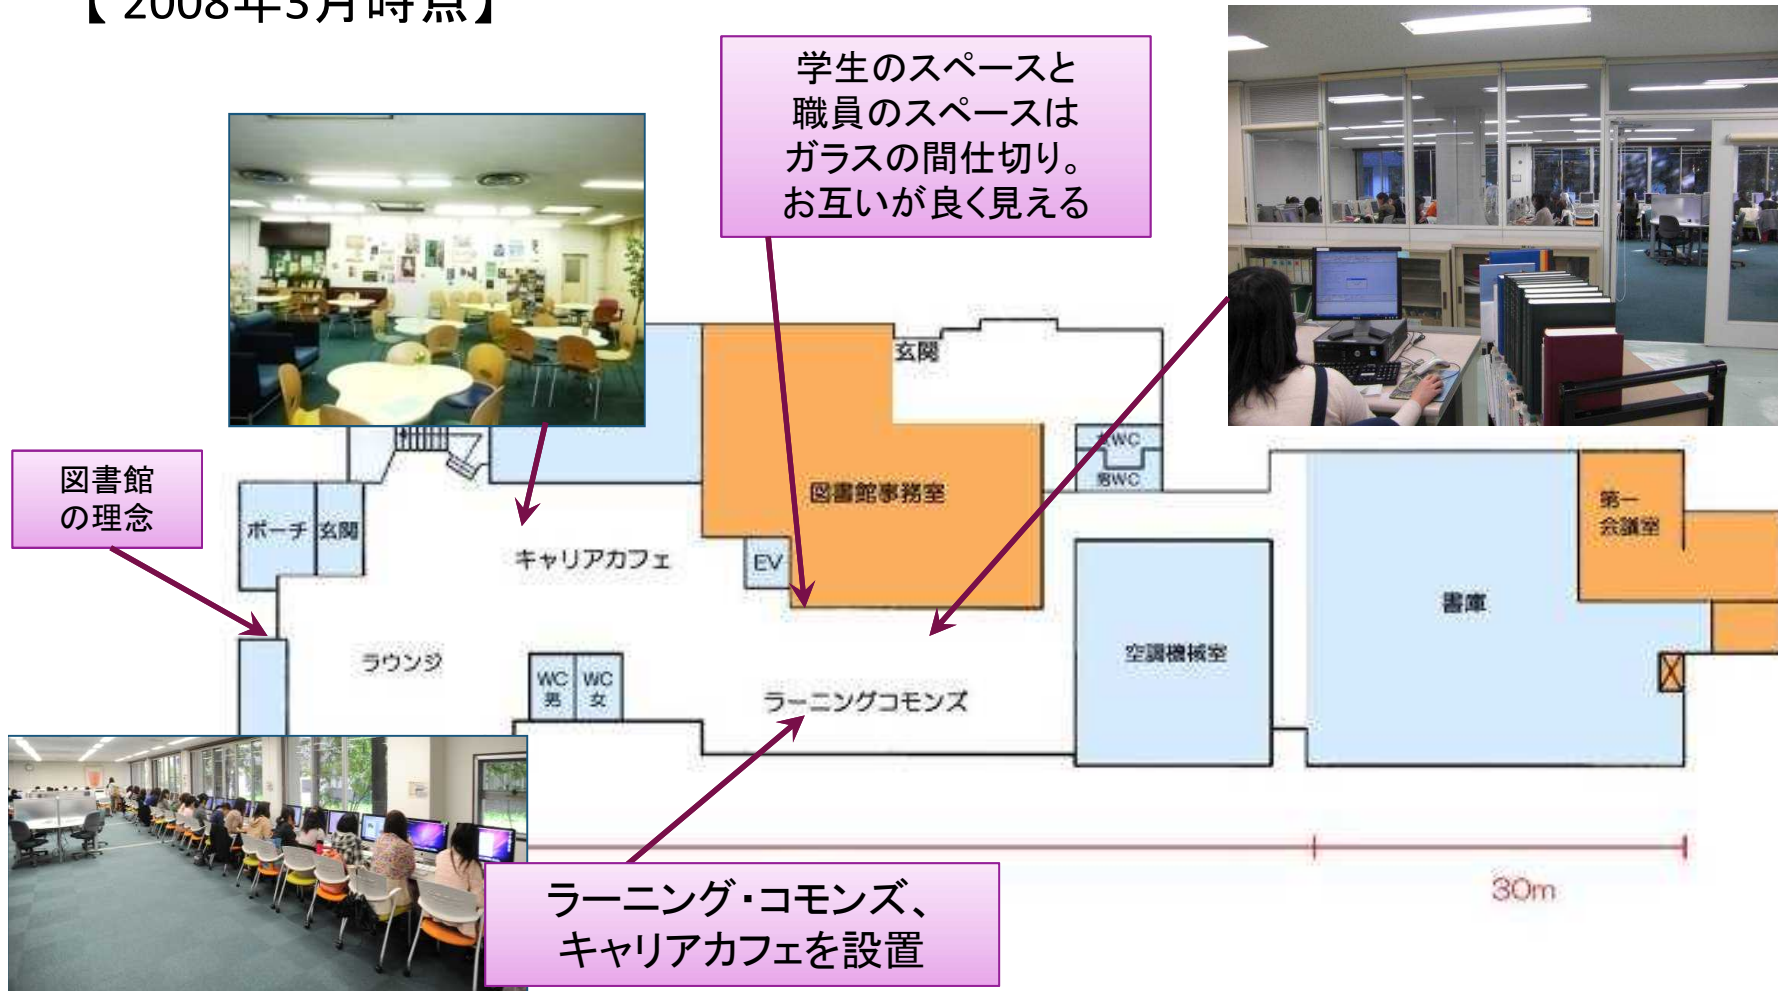 【 2008年3月時点】
学生のスペースと
職員のスペースは
ガラスの間仕切り。
お互いが良く見える
玄関
女WC
男WC
図書館
の理念
図書館事務室
第一
会議室
ポーチ
玄関
キャリアカフェ
EV
書庫
ラウンジ
空調機械室
WC
男
WC
女
ラーニングコモンズ
30m
ラーニング・コモンズ、
キャリアカフェを設置